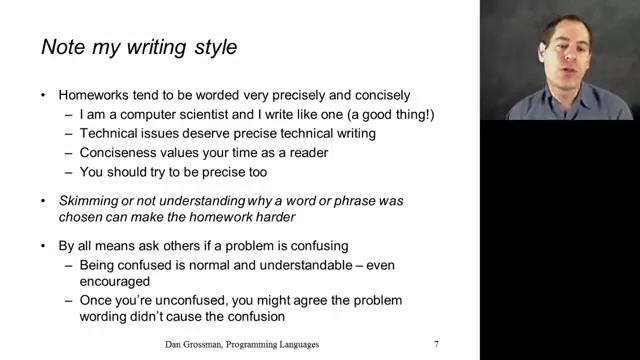 Note my writing style
• Homeworks tend to be worded very precisely and concisely
– I am a computer scientist and I write like one (a good thing!)
– Technical issues deserve precise technical writing
– Conciseness values your time as a reader
– You should try to be precise too
• Skimming or not understanding why a word or phrase was
chosen can make the homework harder
• By all means ask others if a problem is confusing
– Being confused is normal and understandable – even
encouraged
– Once you're unconfused, you might agree the problem
wording didn't cause the confusion
Dan Grossman, Programming Languages
7